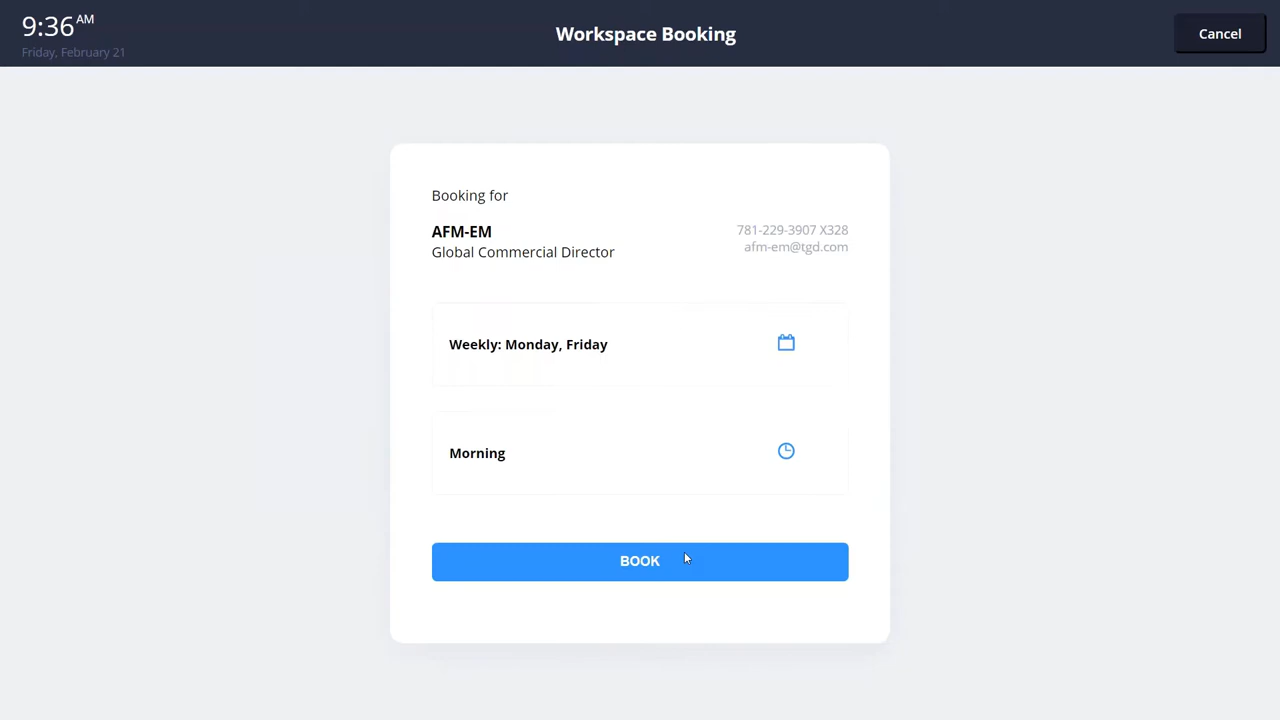 9:36 AM
Friday, February 21
Workspace Booking
Cancel
Booking for
AFM-EM
Global Commercial Director
781-229-3907 X328
afm-em@tgd.com
Weekly: Monday, Friday
Morning
BOOK